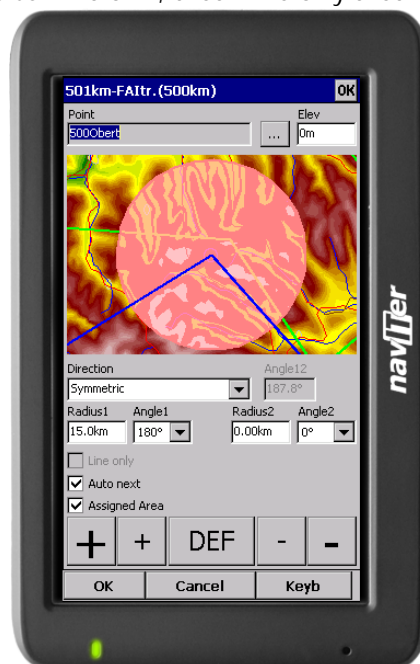 501km-FAItr.(500km) OK
Point Elev
500Obert ... 0m
Direction Angle12
Symmetric 187.8°
Radius1 Angle1 Radius2 Angle2
15.0km 180° 0.00km 0°
Line only
Auto next
Assigned Area
+ + DEF - -
OK Cancel Keyb
naviter